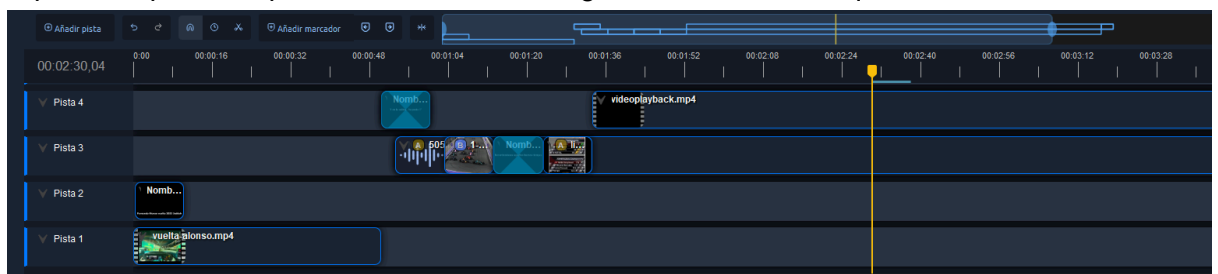 Añadir pista Añadir marcador
00:02:30,04 0:00 00:00:16 00:00:32 00:00:48 00:01:04 00:01:20 00:01:36 00:01:52 00:02:08 00:02:24 00:02:40 00:02:56 00:03:12 00:03:28
Pista 4 Nomb... videoplayback.mp4
Pista 3 A 505 B 1-... Nomb... A li...
Pista 2 Nomb...
Pista 1 vuelta alonso.mp4